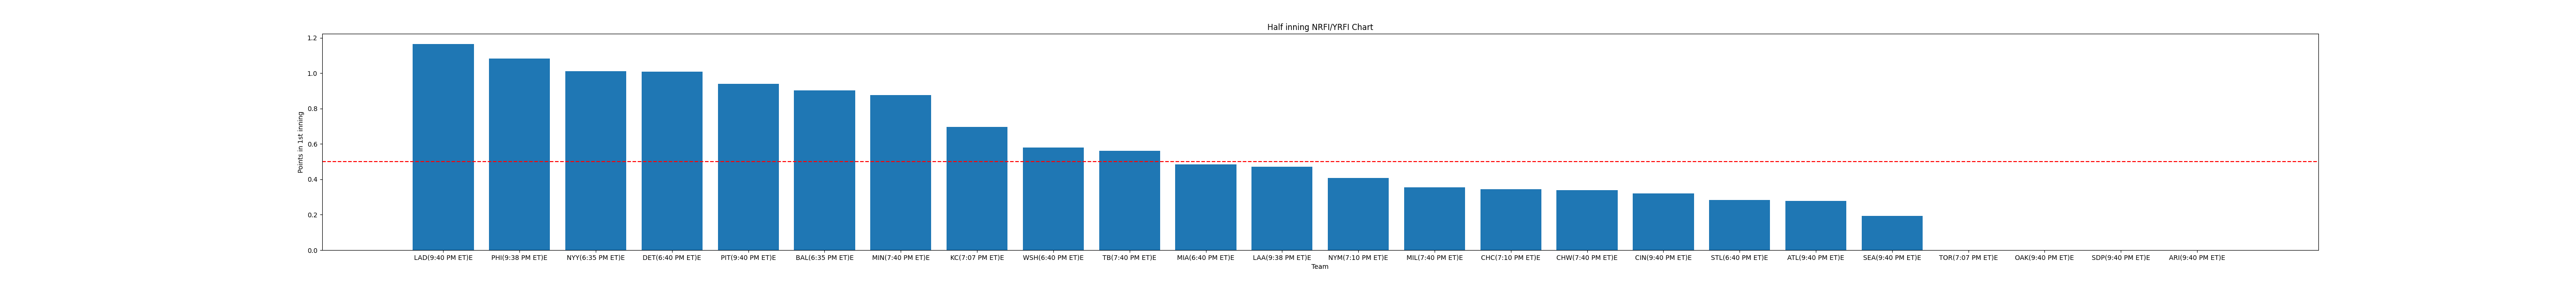 Half inning NRFI/YRFI Chart
Points in 1st inning
1.2
1.0
0.8
0.6
0.4
0.2
0.0
LAD(9:40 PM ET)E PHI(9:38 PM ET)E NYY(6:35 PM ET)E DET(6:40 PM ET)E PIT(9:40 PM ET)E BAL(6:35 PM ET)E MIN(7:40 PM ET)E KC(7:07 PM ET)E WSH(6:40 PM ET)E TB(7:40 PM ET)E MIA(6:40 PM ET)E LAA(9:38 PM ET)E NYM(7:10 PM ET)E MIL(7:40 PM ET)E CHC(7:10 PM ET)E CHW(7:40 PM ET)E CIN(9:40 PM ET)E STL(6:40 PM ET)E ATL(9:40 PM ET)E SEA(9:40 PM ET)E TOR(7:07 PM ET)E OAK(9:40 PM ET)E SDP(9:40 PM ET)E ARI(9:40 PM ET)E
Team